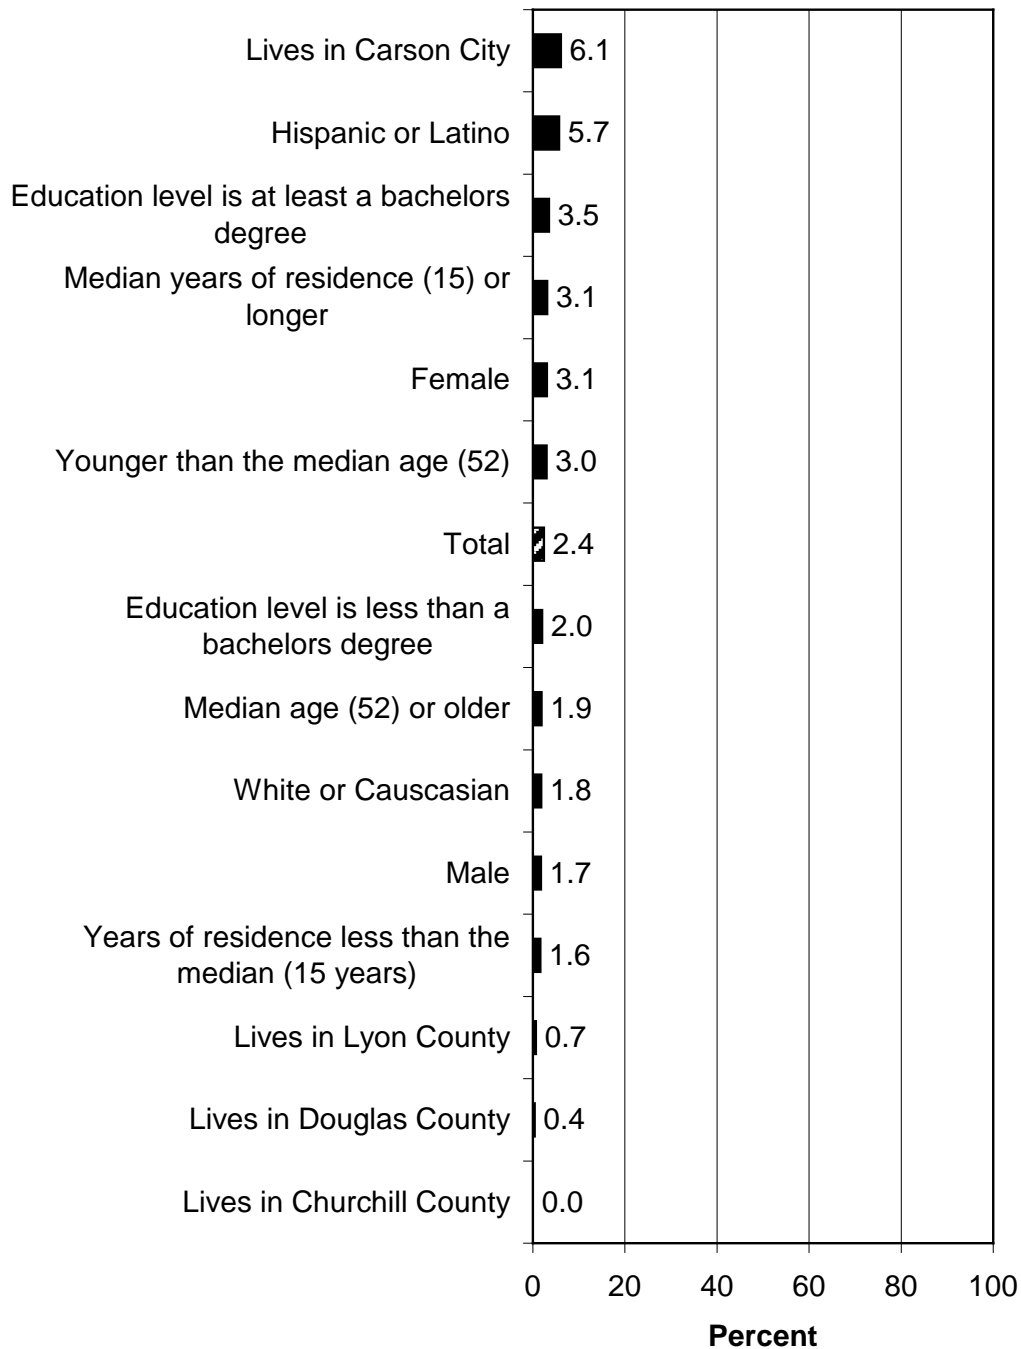 Lives in Carson City 6.1
Hispanic or Latino 5.7
Education level is at least a bachelors
degree 3.5
Median years of residence (15) or
longer 3.1
Female 3.1
Younger than the median age (52) 3.0
Total 2.4
Education level is less than a
bachelors degree 2.0
Median age (52) or older 1.9
White or Causcasian 1.8
Male 1.7
Years of residence less than the
median (15 years) 1.6
Lives in Lyon County 0.7
Lives in Douglas County 0.4
Lives in Churchill County 0.0
0 20 40 60 80 100
Percent